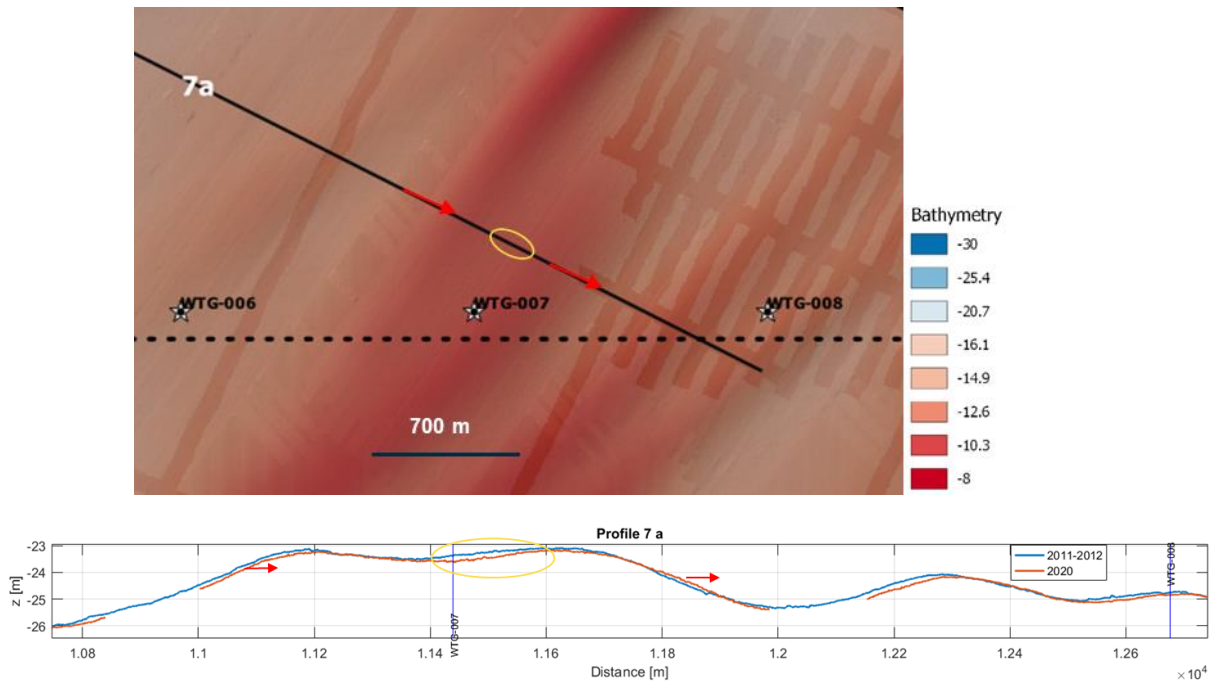 7a
WTG-006
WTG-007
WTG-008
700 m
Bathymetry
-30
-25.4
-20.7
-16.1
-14.9
-12.6
-10.3
-8
Profile 7 a
-23
-24
-25
-26
z [m]
2011-2012
2020
WTG-007
WTG-008
1.08
1.1
1.12
1.14
1.16
1.18
1.2
1.22
1.24
1.26
Distance [m]
×10⁴